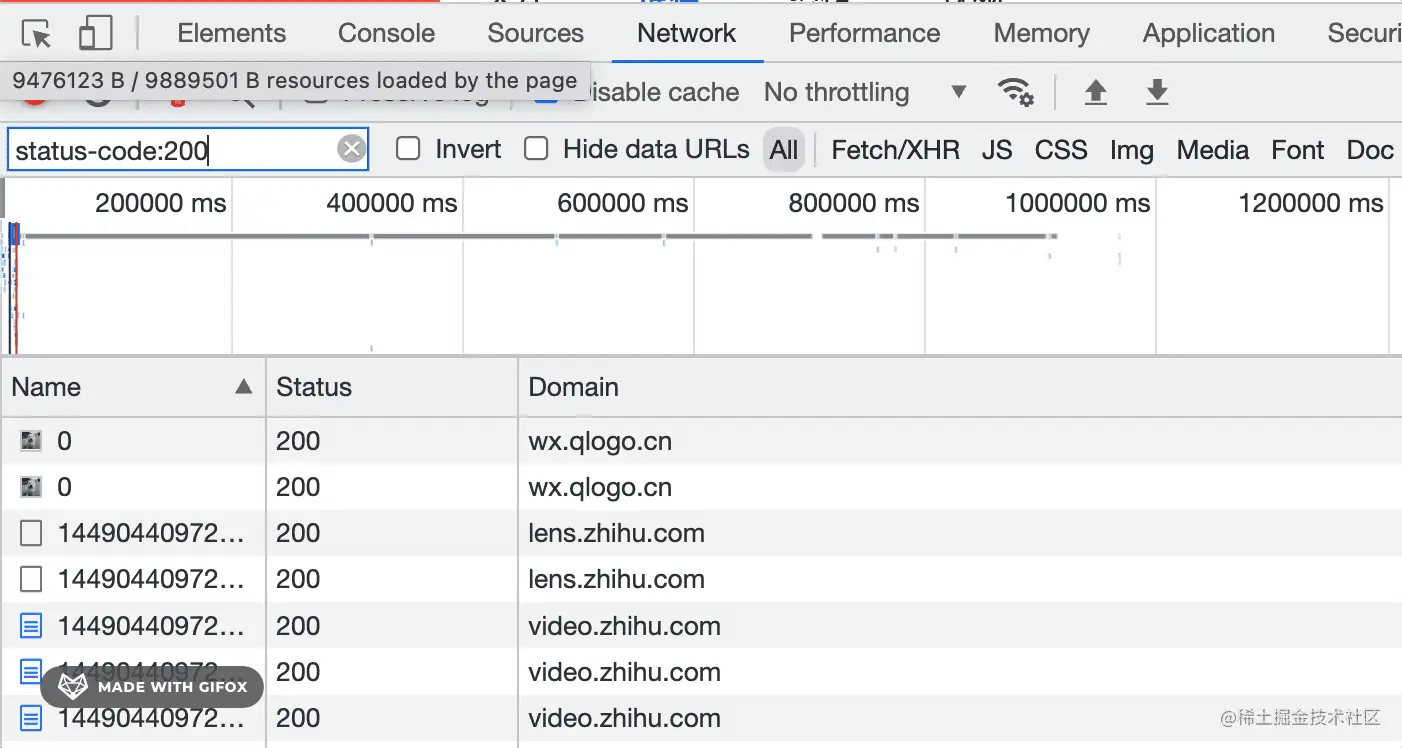 Elements Console Sources Network Performance Memory Application Securi
9476123 B / 9889501 B resources loaded by the page
Disable cache No throttling
status-code:200 Invert Hide data URLs All Fetch/XHR JS CSS Img Media Font Doc
200000 ms 400000 ms 600000 ms 800000 ms 1000000 ms 1200000 ms
Name Status Domain
0 200 wx.qlogo.cn
0 200 wx.qlogo.cn
14490440972... 200 lens.zhihu.com
14490440972... 200 lens.zhihu.com
14490440972... 200 video.zhihu.com
14490440972... 200 video.zhihu.com
MADE WITH GIFOX
14490440972... 200 video.zhihu.com
@稀土掘金技术社区